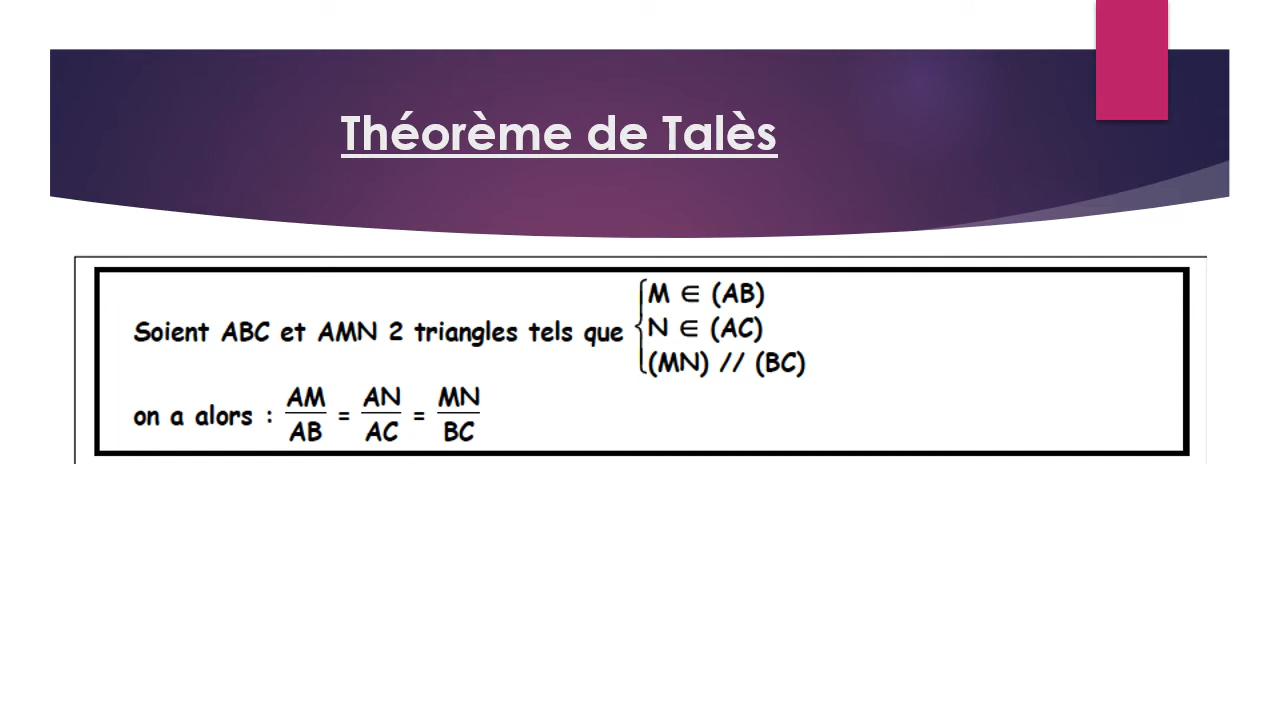 Théorème de Talès
Soient ABC et AMN 2 triangles tels que { M ∈ (AB)
N ∈ (AC)
(MN) // (BC)
on a alors : AM/AB = AN/AC = MN/BC